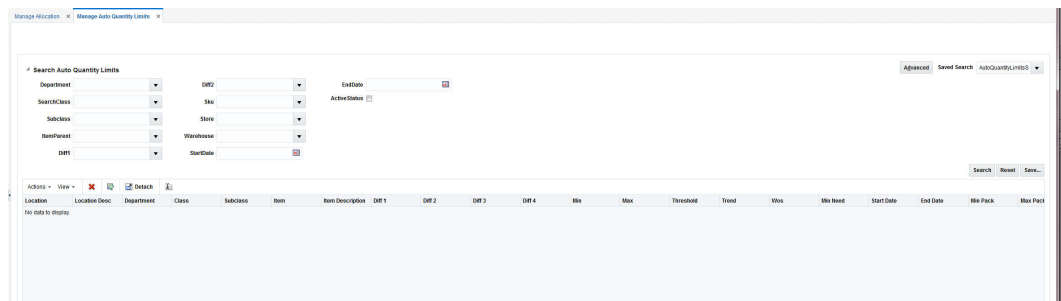 Manage Allocation × Manage Auto Quantity Limits ×
Search Auto Quantity Limits Advanced Saved Search AutoQuantityLimitsS
Department Diff2 EndDate
SearchClass Sku ActiveStatus
Subclass Store
ItemParent Warehouse
Diff1 StartDate
Search Reset Save...
Actions View Detach
Location Location Desc Department Class Subclass Item Item Description Diff 1 Diff 2 Diff 3 Diff 4 Min Max Threshold Trend Wos Min Need Start Date End Date Min Pack Max Pack
No data to display.